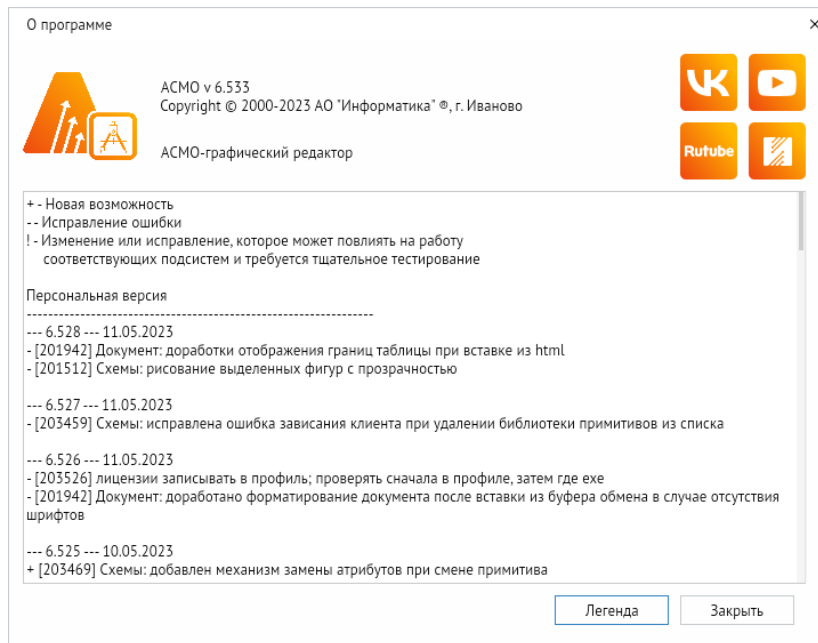 О программе
АСМО v 6.533
Copyright © 2000-2023 АО "Информатика" ®, г. Иваново
АСМО-графический редактор
Rutube
+ - Новая возможность
- - Исправление ошибки
! - Изменение или исправление, которое может повлиять на работу
соответствующих подсистем и требуется тщательное тестирование
Персональная версия
--------------------------------------------------------------------
--- 6.528 --- 11.05.2023
- [201942] Документ: доработки отображения границ таблицы при вставке из html
- [201512] Схемы: рисование выделенных фигур с прозрачностью
--- 6.527 --- 11.05.2023
- [203459] Схемы: исправлена ошибка зависания клиента при удалении библиотеки примитивов из списка
--- 6.526 --- 11.05.2023
- [203526] лицензии записывать в профиль; проверять сначала в профиле, затем где exe
- [201942] Документ: доработано форматирование документа после вставки из буфера обмена в случае отсутствия
шрифтов
--- 6.525 --- 10.05.2023
+ [203469] Схемы: добавлен механизм замены атрибутов при смене примитива
Легенда
Закрыть